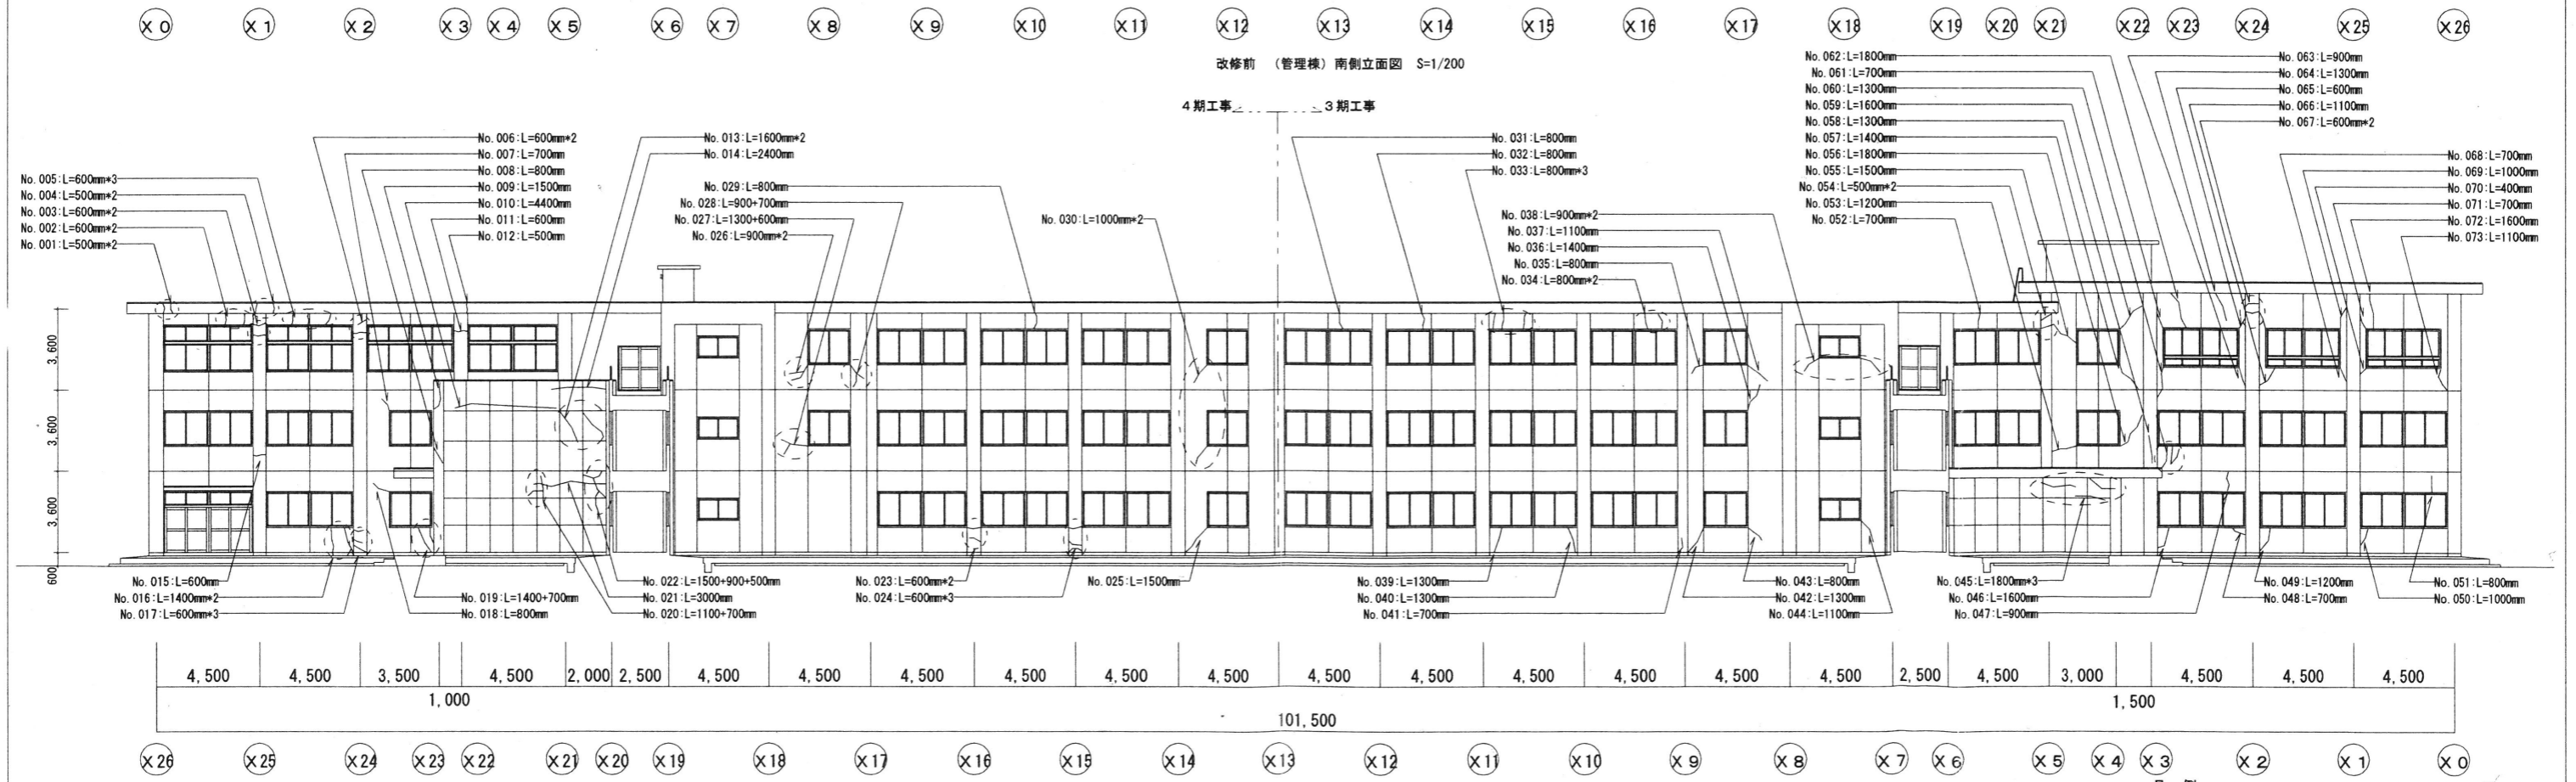 X0 X1 X2 X3 X4 X5 X6 X7 X8 X9 X10 X11 X12 X13 X14 X15 X16 X17 X18 X19 X20 X21 X22 X23 X24 X25 X26
改修前 （管理棟）南側立面図 S=1/200
4期工事 3期工事
No.005:L=600mm*3
No.004:L=500mm*2
No.003:L=600mm*2
No.002:L=600mm*2
No.001:L=500mm*2
No.006:L=600mm*2
No.007:L=700mm
No.008:L=800mm
No.009:L=1500mm
No.010:L=4400mm
No.011:L=600mm
No.012:L=500mm
No.013:L=1600mm*2
No.014:L=2400mm
No.029:L=800mm
No.028:L=900+700mm
No.027:L=1300+600mm
No.026:L=900mm*2
No.030:L=1000mm*2
No.031:L=800mm
No.032:L=800mm
No.033:L=800mm*3
No.038:L=900mm*2
No.037:L=1100mm
No.036:L=1400mm
No.035:L=800mm
No.034:L=800mm*2
No.062:L=1800mm
No.061:L=700mm
No.060:L=1300mm
No.059:L=1600mm
No.058:L=1300mm
No.057:L=1400mm
No.056:L=1800mm
No.055:L=1500mm
No.054:L=500mm*2
No.053:L=1200mm
No.052:L=700mm
No.063:L=900mm
No.064:L=1300mm
No.065:L=600mm
No.066:L=1100mm
No.067:L=600mm*2
No.068:L=700mm
No.069:L=1000mm
No.070:L=400mm
No.071:L=700mm
No.072:L=1600mm
No.073:L=1100mm
3,600
3,600
3,600
600
No.015:L=600mm
No.016:L=1400mm*2
No.017:L=600mm*3
No.019:L=1400+700mm
No.018:L=800mm
No.022:L=1500+900+500mm
No.021:L=3000mm
No.020:L=1100+700mm
No.023:L=600mm*2
No.024:L=600mm*3
No.025:L=1500mm
No.039:L=1300mm
No.040:L=1300mm
No.041:L=700mm
No.043:L=800mm
No.042:L=1300mm
No.044:L=1100mm
No.045:L=1800mm*3
No.046:L=1600mm
No.047:L=900mm
No.049:L=1200mm
No.048:L=700mm
No.051:L=800mm
No.050:L=1000mm
4,500 4,500 3,500 4,500 2,000 2,500 4,500 4,500 4,500 4,500 4,500 4,500 4,500 4,500 4,500 4,500 4,500 4,500 2,500 4,500 3,000 4,500 4,500 4,500
1,000 1,500
101,500
X26 X25 X24 X23 X22 X21 X20 X19 X18 X17 X16 X15 X14 X13 X12 X11 X10 X9 X8 X7 X6 X5 X4 X3 X2 X1 X0